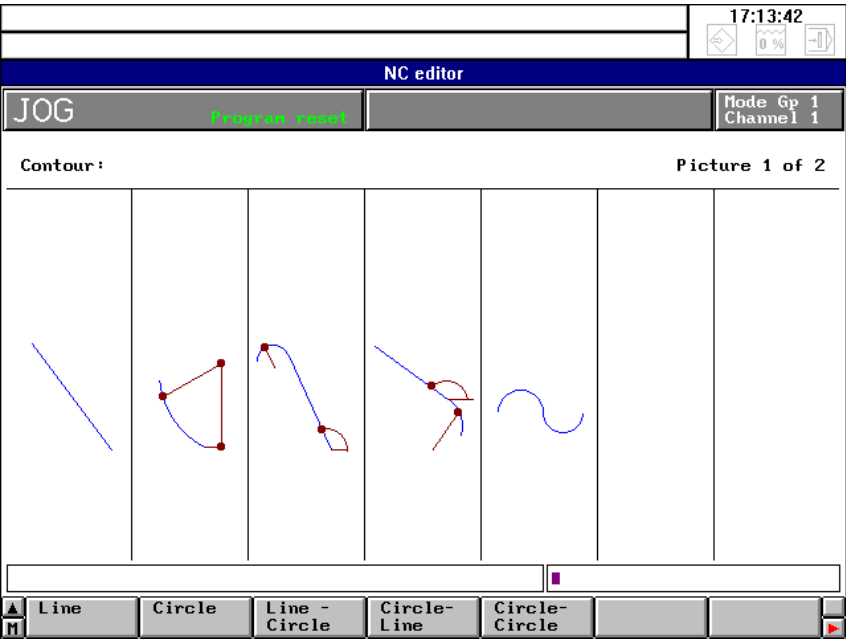 17:13:42
0 %
NC editor
JOG
Program reset
Mode Gp 1
Channel 1
Contour:
Picture 1 of 2
M
Line
Circle
Line -
Circle
Circle-
Line
Circle-
Circle